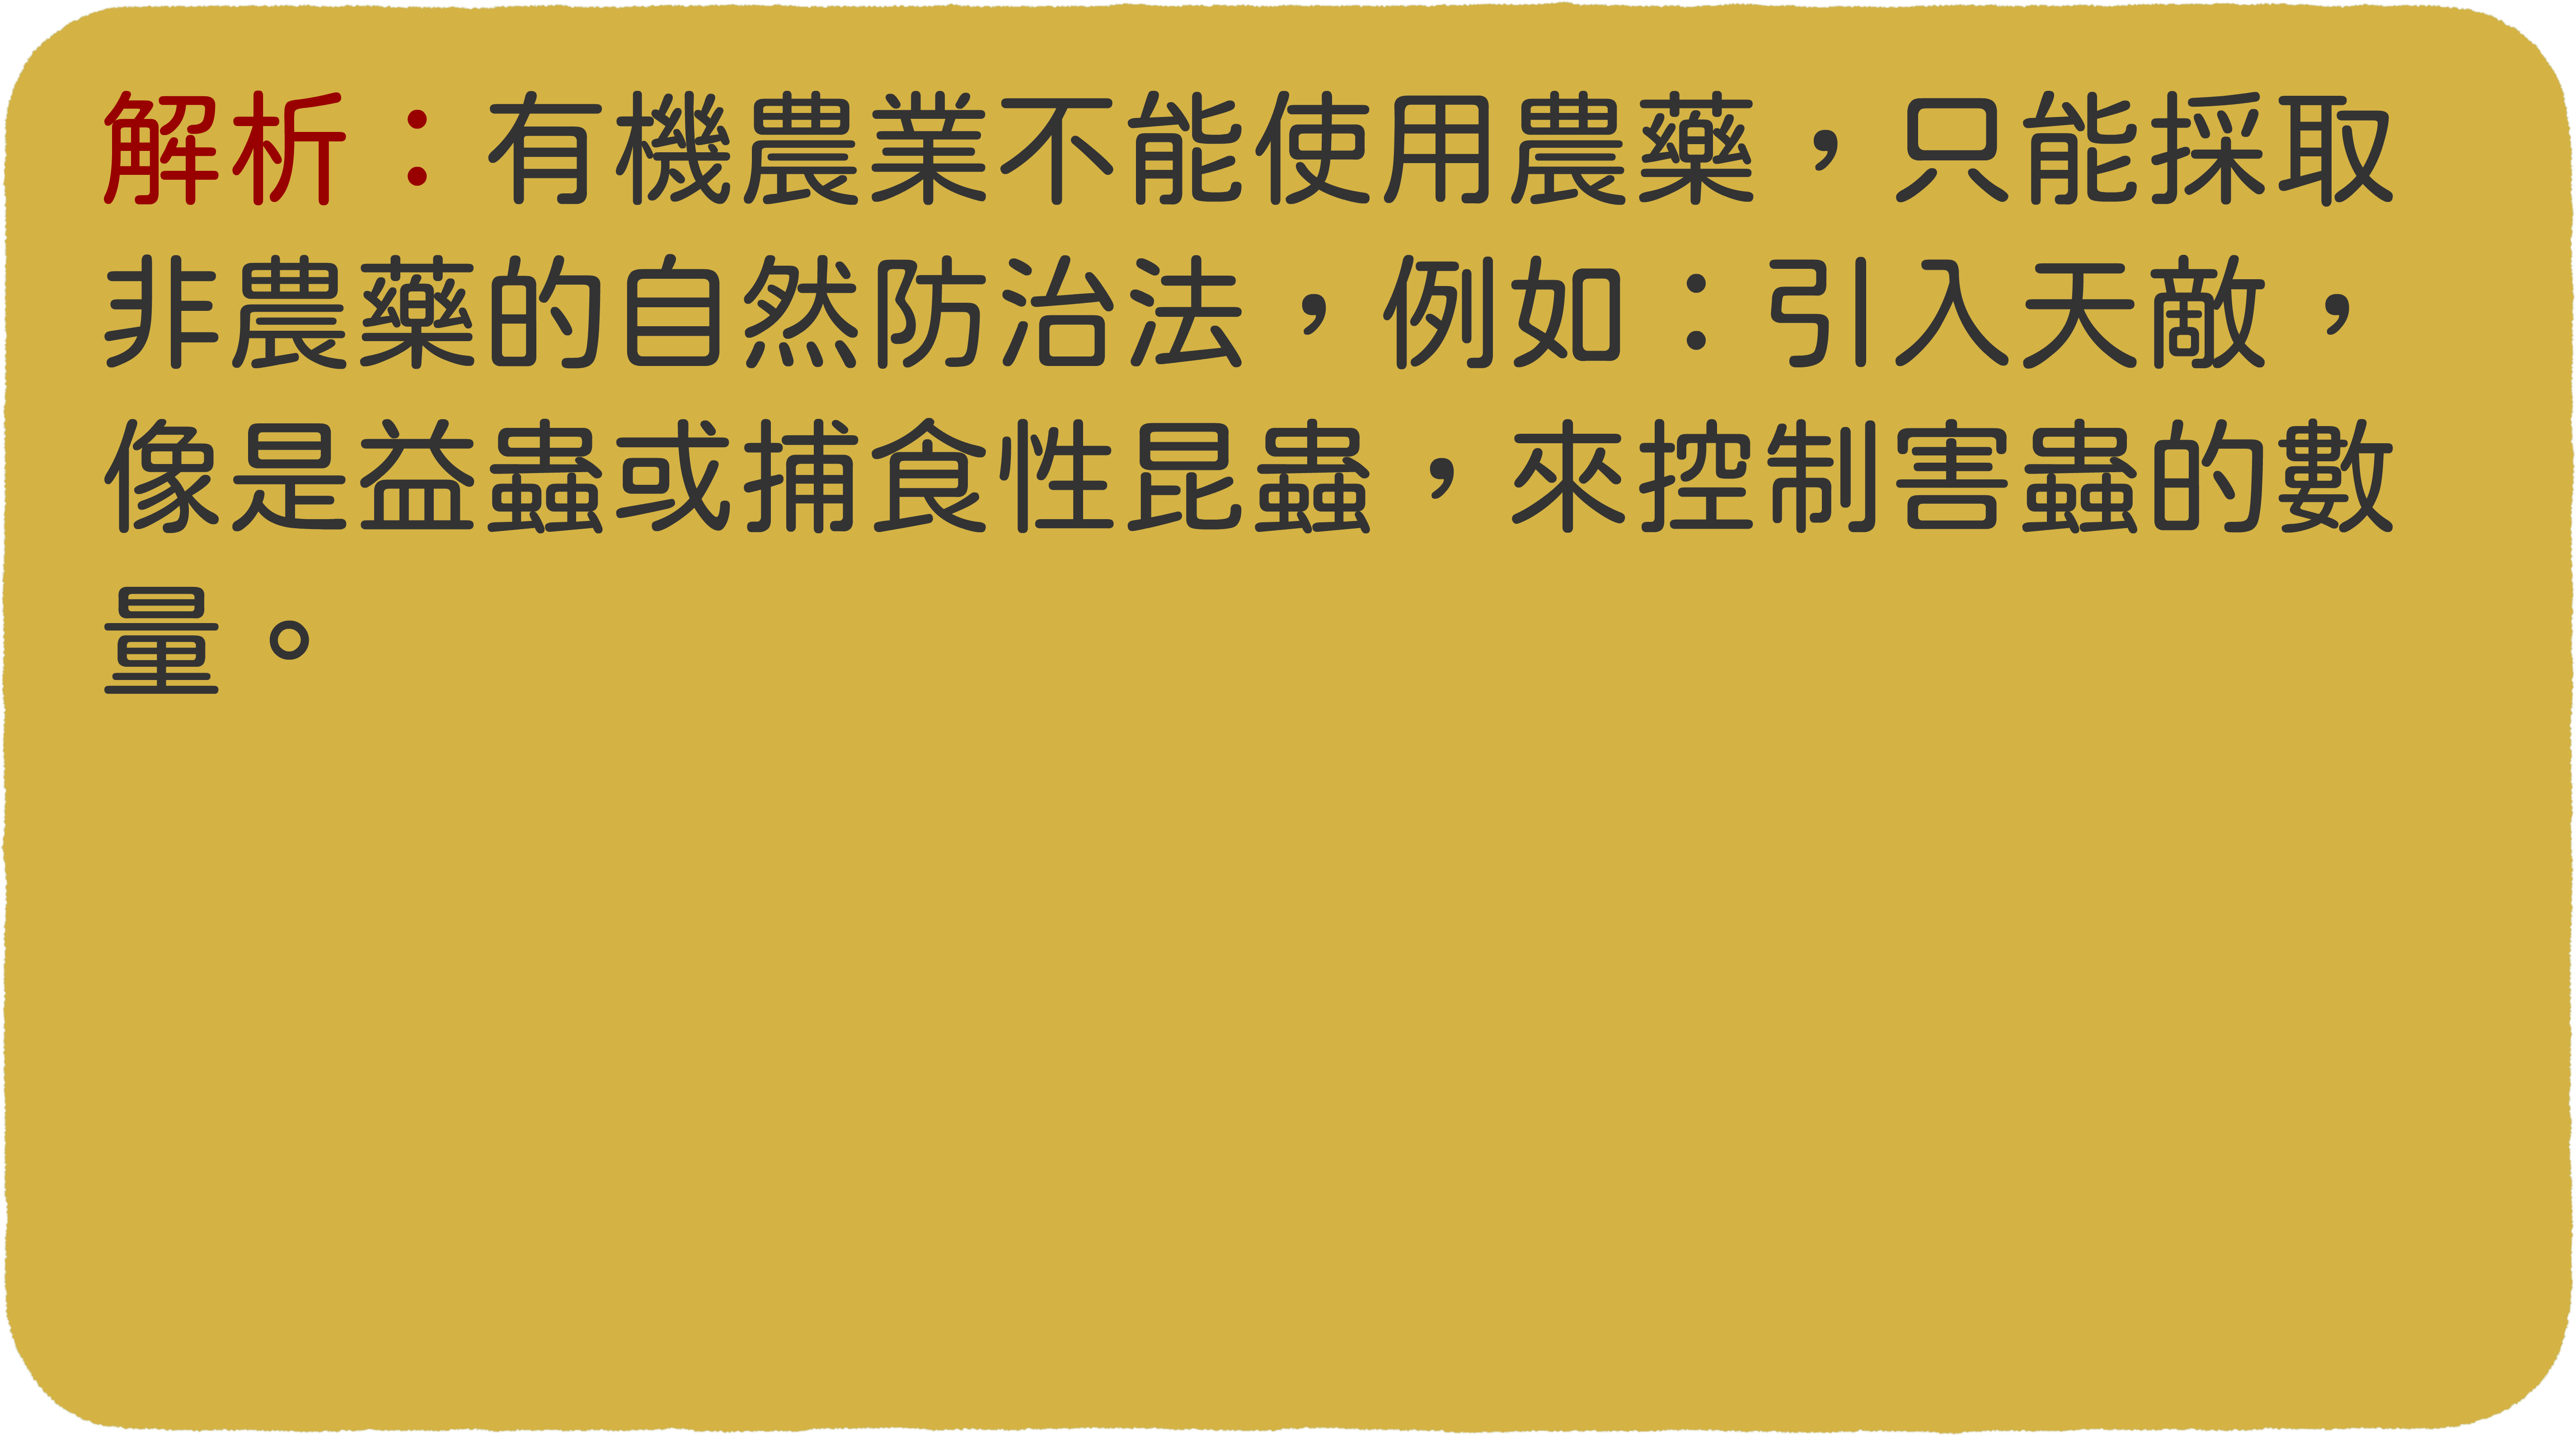 解析：有機農業不能使用農藥，只能採取
非農藥的自然防治法，例如：引入天敵，
像是益蟲或捕食性昆蟲，來控制害蟲的數
量。